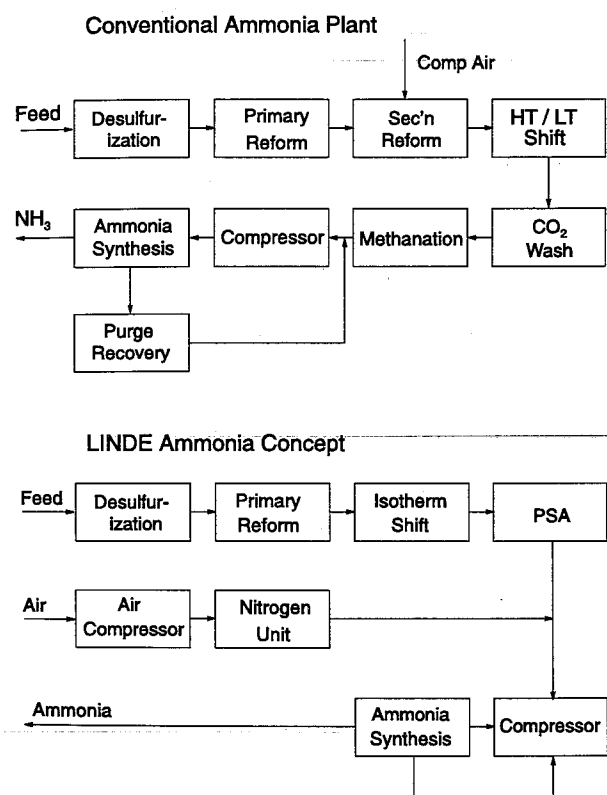 Conventional Ammonia Plant
Comp Air
Feed
Desulfur-
ization
Primary
Reform
Sec'n
Reform
HT / LT
Shift
NH₃
Ammonia
Synthesis
Compressor
Methanation
CO₂
Wash
Purge
Recovery
LINDE Ammonia Concept
Feed
Desulfur-
ization
Primary
Reform
Isotherm
Shift
PSA
Air
Air
Compressor
Nitrogen
Unit
Ammonia
Ammonia
Synthesis
Compressor